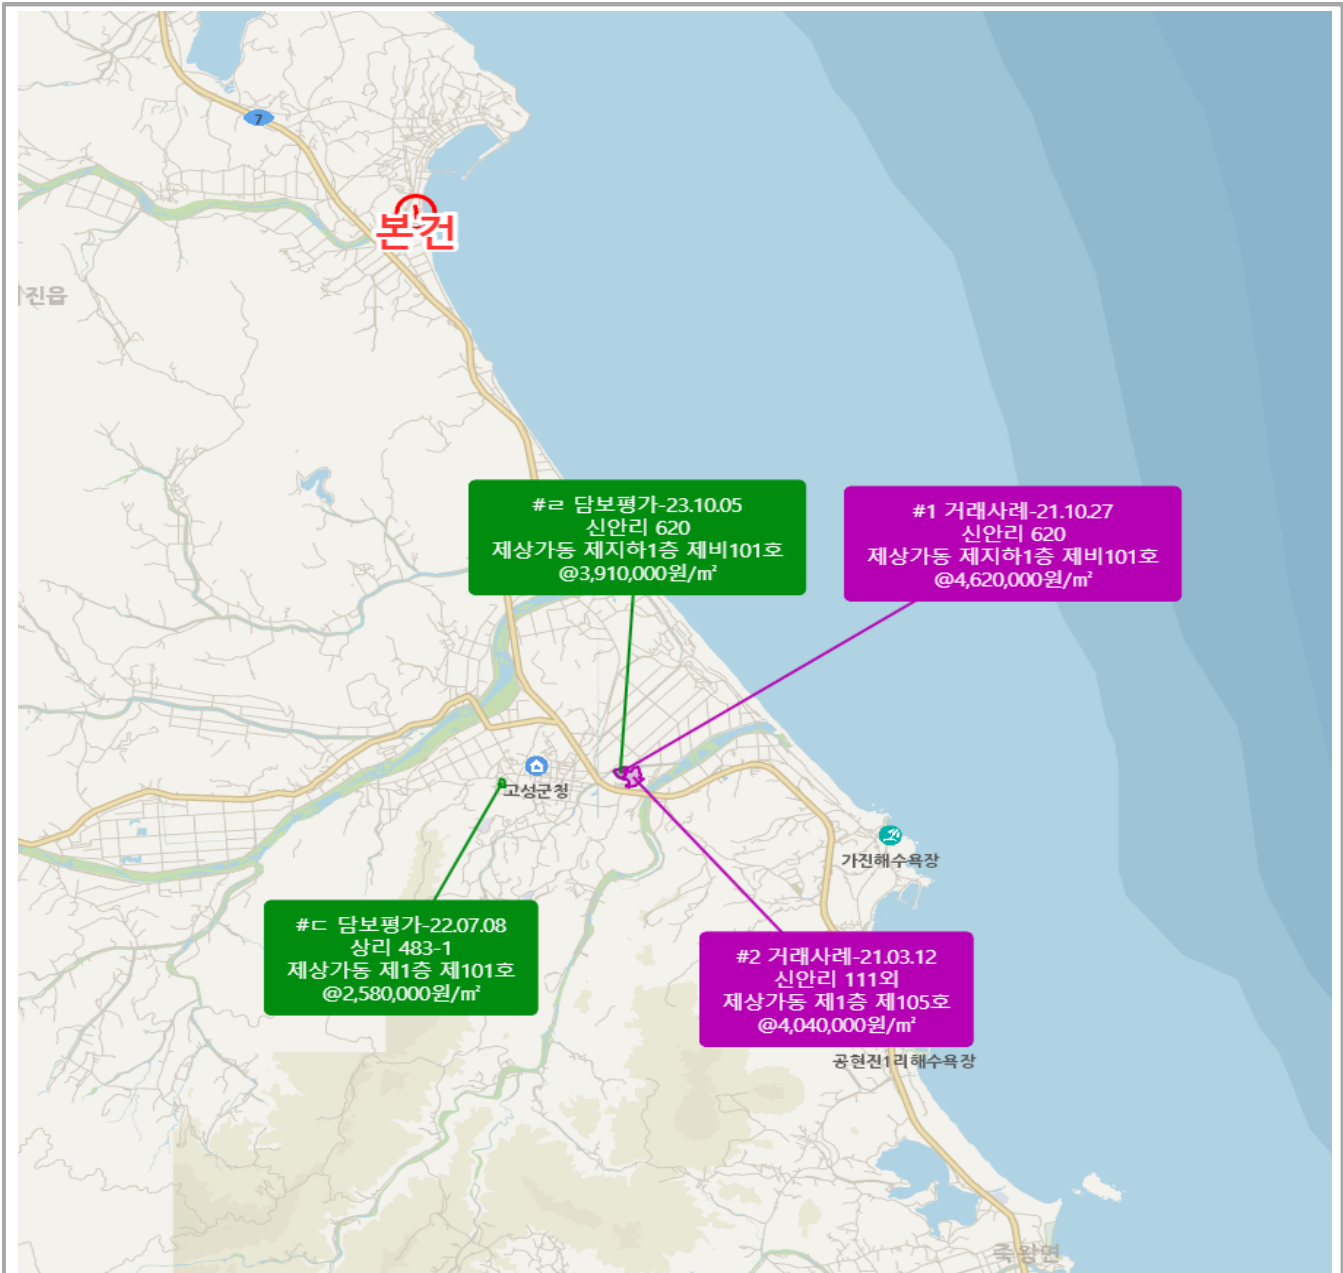 7
본건
진읍
#ㄹ 담보평가-23.10.05
신안리 620
제상가동 제지하1층 제비101호
@3,910,000원/㎡
#1 거래사례-21.10.27
신안리 620
제상가동 제지하1층 제비101호
@4,620,000원/㎡
고성군청
가진해수욕장
#ㄷ 담보평가-22.07.08
상리 483-1
제상가동 제1층 제101호
@2,580,000원/㎡
#2 거래사례-21.03.12
신안리 111외
제상가동 제1층 제105호
@4,040,000원/㎡
공현진1리해수욕장
죽왕면